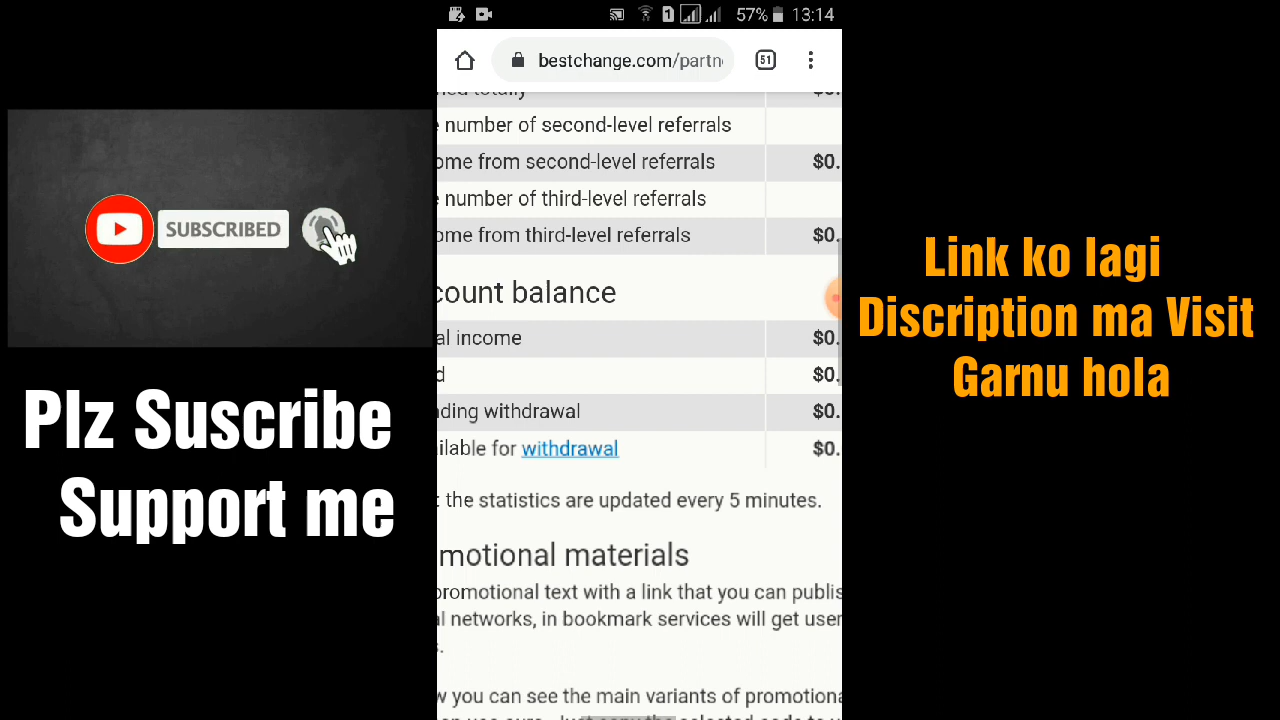 1
57%
13:14
bestchange.com/partn
51
totally
number of second-level referrals
ome from second-level referrals
$0.
number of third-level referrals
ome from third-level referrals
$0.
count balance
al income
$0.
d
$0.
nding withdrawal
$0.
ilable for withdrawal
$0.
the statistics are updated every 5 minutes.
motional materials
promotional text with a link that you can publis
al networks, in bookmark services will get user
s.
w you can see the main variants of promotiona
SUBSCRIBED
Plz Suscribe
Support me
Link ko lagi
Discription ma Visit
Garnu hola